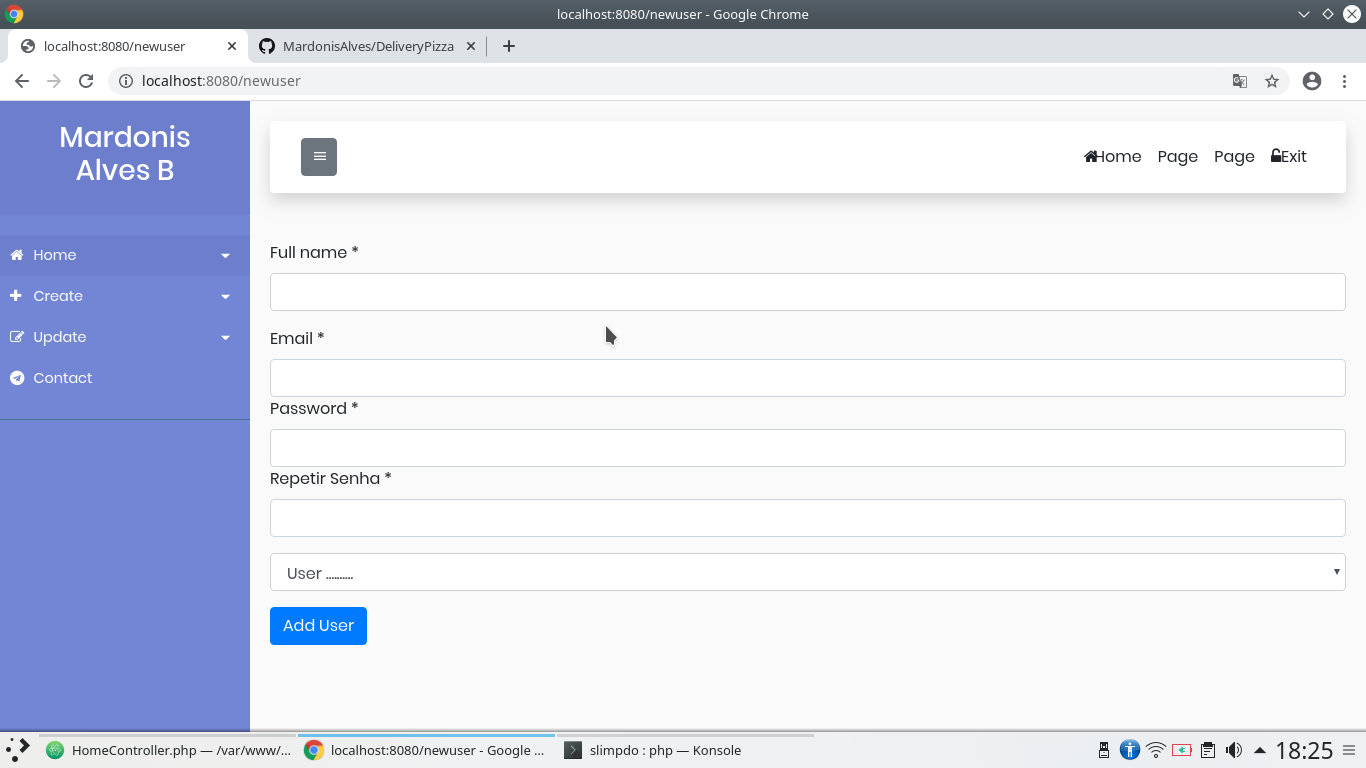 localhost:8080/newuser - Google Chrome
localhost:8080/newuser
MardonisAlves/DeliveryPizza
localhost:8080/newuser
Mardonis
Alves B
Home
Create
Update
Contact
Home Page Page Exit
Full name *
Email *
Password *
Repetir Senha *
User ..........
Add User
HomeController.php — /var/www/...
localhost:8080/newuser - Google ...
slimpdo : php — Konsole
18:25